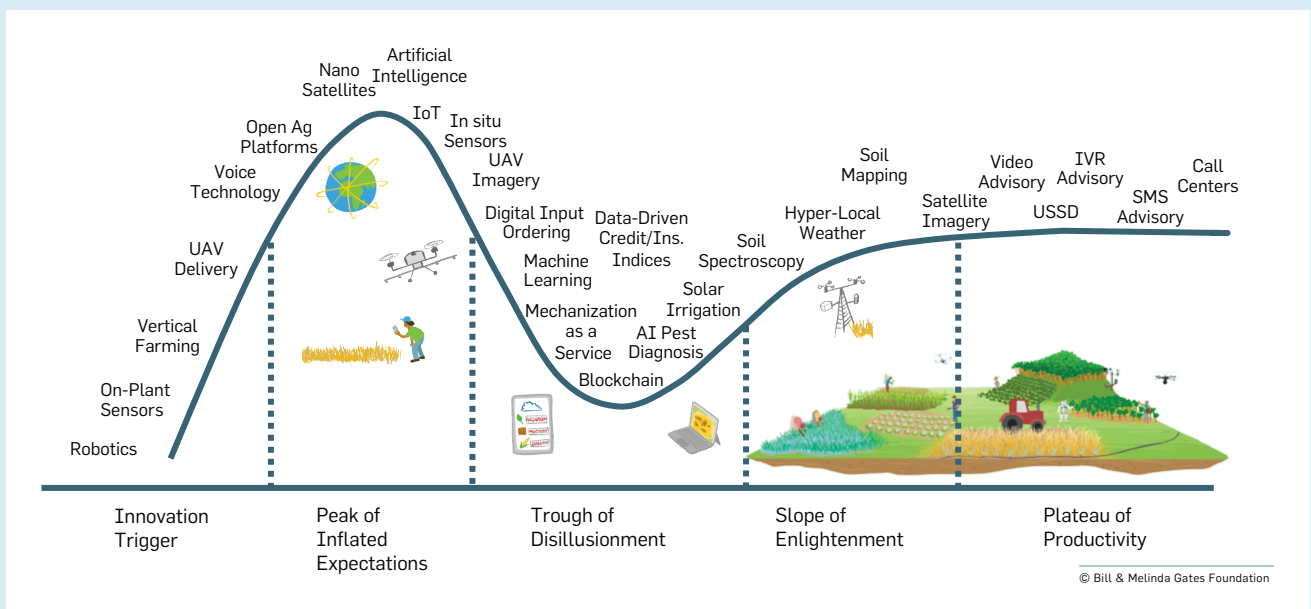 Artificial
Intelligence
Nano
Satellites
IoT
In situ
Sensors
Open Ag
Platforms
UAV
Imagery
Voice
Technology
Soil
Mapping
Video
Advisory
IVR
Advisory
Call
Centers
Digital Input
Ordering
Data-Driven
Credit/Ins.
Indices
Hyper-Local
Weather
Satellite
Imagery
USSD
SMS
Advisory
UAV
Delivery
Machine
Learning
Soil
Spectroscopy
Solar
Irrigation
Mechanization
as a
Service
AI Pest
Diagnosis
Vertical
Farming
Blockchain
On-Plant
Sensors
Robotics
Innovation
Trigger
Peak of
Inflated
Expectations
Trough of
Disillusionment
Slope of
Enlightenment
Plateau of
Productivity
© Bill & Melinda Gates Foundation